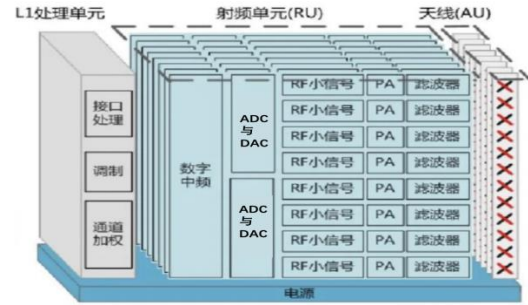 L1处理单元
射频单元(RU)
天线(AU)
接口
处理
调制
通道
加权
数字
中频
ADC
与
DAC
ADC
与
DAC
RF小信号 PA 滤波器
RF小信号 PA 滤波器
RF小信号 PA 滤波器
RF小信号 PA 滤波器
RF小信号 PA 滤波器
RF小信号 PA 滤波器
RF小信号 PA 滤波器
RF小信号 PA 滤波器
电源